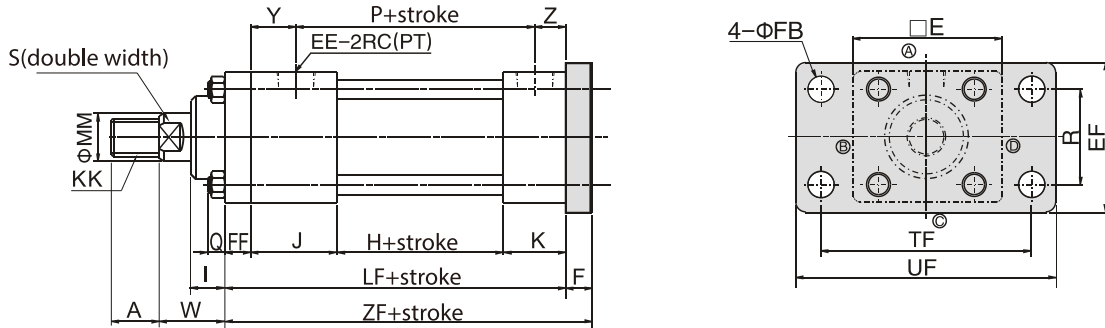 Y
P+stroke
Z
EE-2RC(PT)
S(double width)
ΦMM
KK
Q
FF
J
H+stroke
K
I
LF+stroke
F
A
W
ZF+stroke
4-ΦFB
□E
A
B
D
C
R
EF
TF
UF